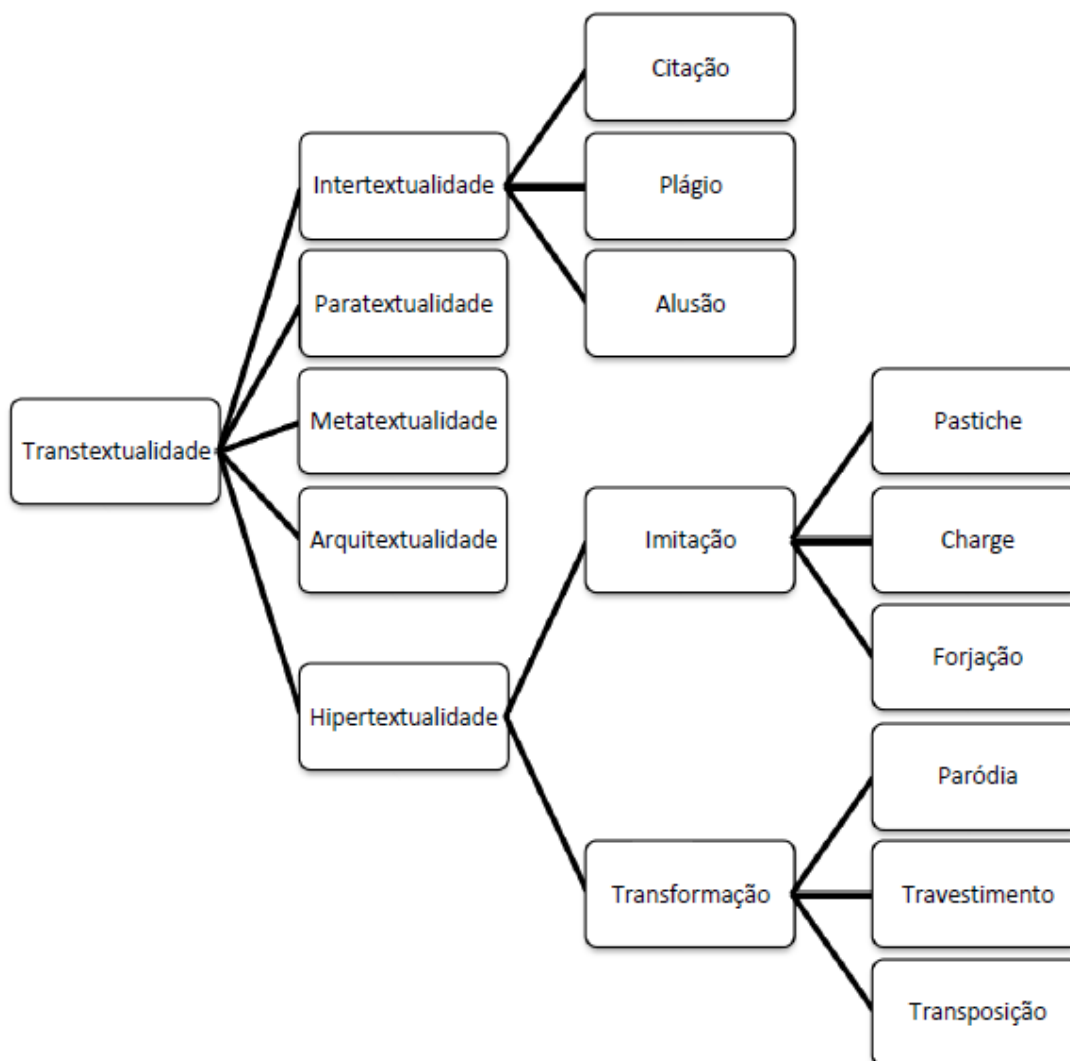 Citação
Intertextualidade
Plágio
Alusão
Paratextualidade
Metatextualidade
Transtextualidade
Arquitextualidade
Hipertextualidade
Imitação
Pastiche
Charge
Forjação
Transformação
Paródia
Travestimento
Transposição